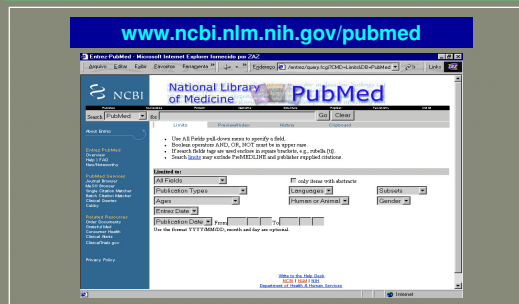 www.ncbi.nlm.nih.gov/pubmed
Entrez-PubMed - Microsoft Internet Explorer fornecido por ZAZ
Arquivo Editar Exibir Favoritos Ferramentas Endereço /entrez/query.fcgi?CMD=Limits&DB=PubMed Links
NCBI
National Library of Medicine
PubMed
Search PubMed for Go Clear
Limits Preview/Index History Clipboard
About Entrez
Entrez PubMed
Overview
Help | FAQ
New/Noteworthy
PubMed Services
Journal Browser
MeSH Browser
Single Citation Matcher
Batch Citation Matcher
Clinical Queries
Cubby
Related Resources
Order Documents
Grateful Med
Consumer Health
Clinical Alerts
ClinicalTrials.gov
Privacy Policy
Use All Fields pull-down menu to specify a field.
Boolean operators AND, OR, NOT must be in upper case.
If search fields tags are used enclose in square brackets, e.g., rubella [ti].
Search limits may exclude PreMEDLINE and publisher supplied citations.
Limited to:
All Fields only items with abstracts
Publication Types Languages Subsets
Ages Human or Animal Gender
Entrez Date
Publication Date From To
Use the format YYYY/MM/DD, month and day are optional.
Write to the Help Desk
NCBI | NLM | NIH
Department of Health & Human Services
Internet